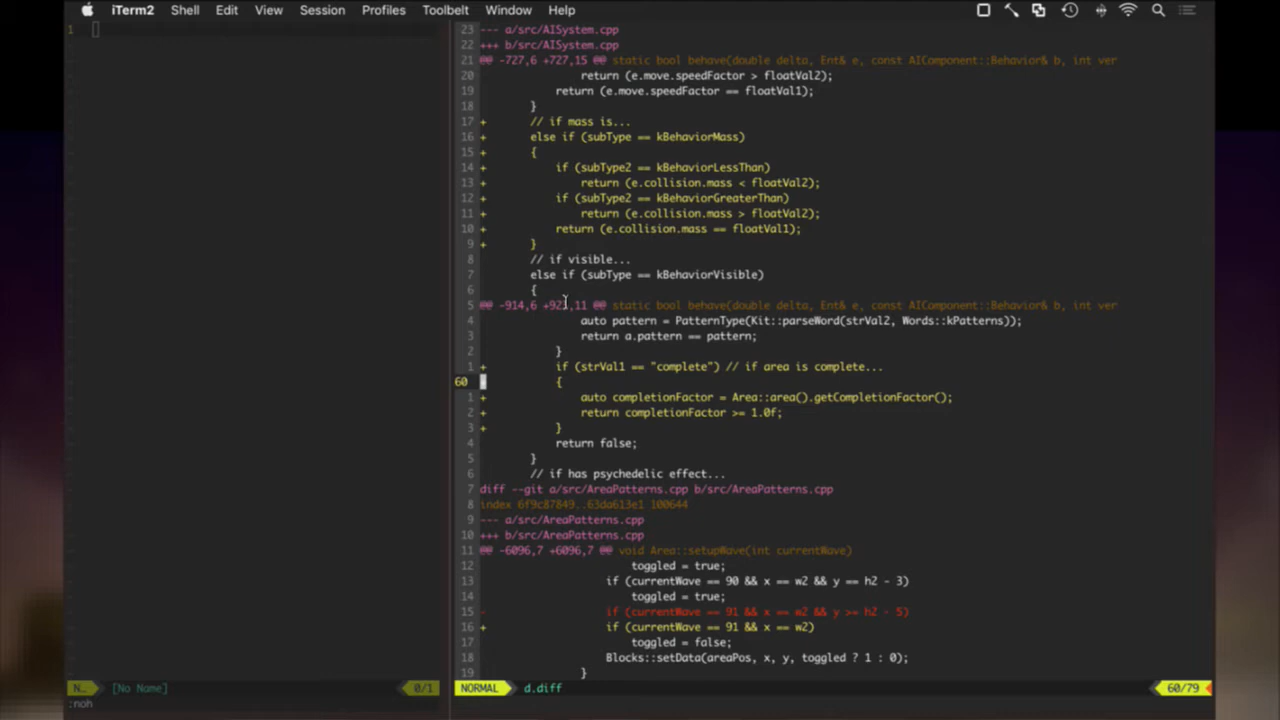 iTerm2 Shell Edit View Session Profiles Toolbelt Window Help
1
23 --- a/src/AISystem.cpp
22 +++ b/src/AISystem.cpp
21 @@ -727,6 +727,15 @@ static bool behave(double delta, Ent& e, const AIComponent::Behavior& b, int ver
20 return (e.move.speedFactor > floatVal2);
19 return (e.move.speedFactor == floatVal1);
18 }
17 + // if mass is...
16 + else if (subType == kBehaviorMass)
15 + {
14 + if (subType2 == kBehaviorLessThan)
13 + return (e.collision.mass < floatVal2);
12 + if (subType2 == kBehaviorGreaterThan)
11 + return (e.collision.mass > floatVal2);
10 + return (e.collision.mass == floatVal1);
9 + }
8 // if visible...
7 else if (subType == kBehaviorVisible)
6 {
5 @@ -914,6 +923,11 @@ static bool behave(double delta, Ent& e, const AIComponent::Behavior& b, int ver
4 auto pattern = PatternType(Kit::parseWord(strVal2, Words::kPatterns));
3 return a.pattern == pattern;
2 }
1 + if (strVal1 == "complete") // if area is complete...
60 + {
1 + auto completionFactor = Area::area().getCompletionFactor();
2 + return completionFactor >= 1.0f;
3 + }
4 return false;
5 }
6 // if has psychedelic effect...
7 diff --git a/src/AreaPatterns.cpp b/src/AreaPatterns.cpp
8 index 6f9c87849..63da613e1 100644
9 --- a/src/AreaPatterns.cpp
10 +++ b/src/AreaPatterns.cpp
11 @@ -6096,7 +6096,7 @@ void Area::setupWave(int currentWave)
12 toggled = true;
13 if (currentWave == 90 && x == w2 && y == h2 - 3)
14 toggled = true;
15 - if (currentWave == 91 && x == w2 && y >= h2 - 5)
16 + if (currentWave == 91 && x == w2)
17 toggled = false;
18 Blocks::setData(areaPos, x, y, toggled ? 1 : 0);
19 }
N… [No Name] 0/1
NORMAL d.diff 60/79
:noh